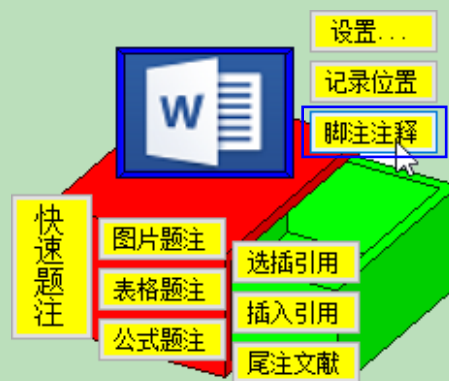 设置...
记录位置
W
脚注注释
快速题注
图片题注
选插引用
表格题注
插入引用
公式题注
尾注文献